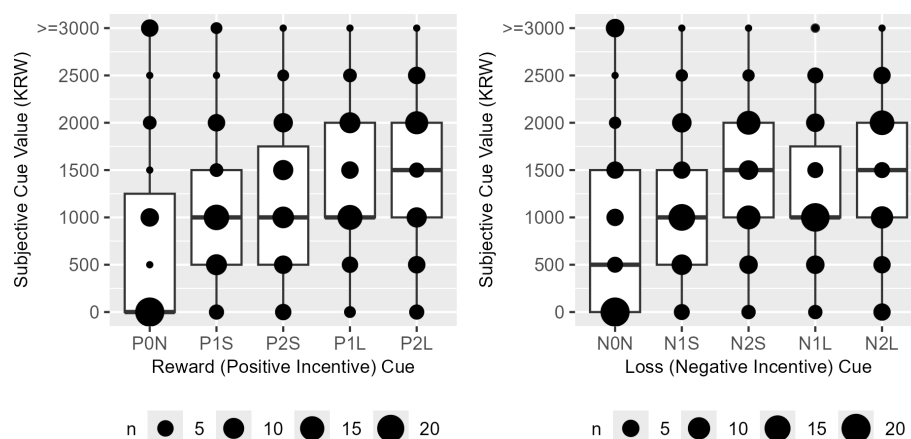 Subjective Cue Value (KRW)
>=3000
2500
2000
1500
1000
500
0
P0N P1S P2S P1L P2L
Reward (Positive Incentive) Cue
n 5 10 15 20
Subjective Cue Value (KRW)
>=3000
2500
2000
1500
1000
500
0
N0N N1S N2S N1L N2L
Loss (Negative Incentive) Cue
n 5 10 15 20